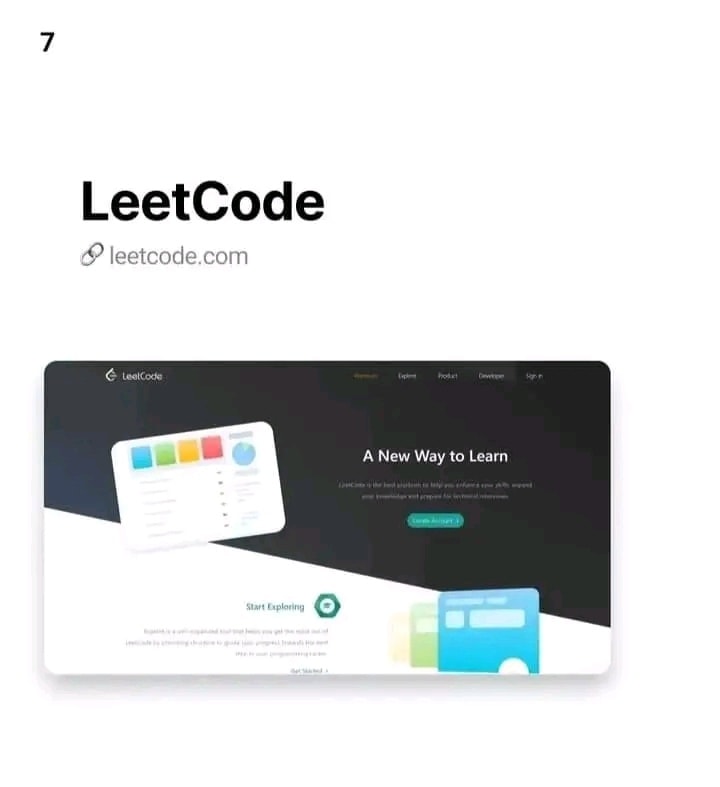 7
LeetCode
leetcode.com
LeetCode
Premium Explore Product Developer Sign in
A New Way to Learn
LeetCode is the best platform to help you enhance your skills, expand
your knowledge and prepare for technical interviews.
Create Account >
Start Exploring
Explore is a well-organized tool that helps you get the most out of
LeetCode by providing structure to guide your progress towards the next
step in your programming career.
Get Started >